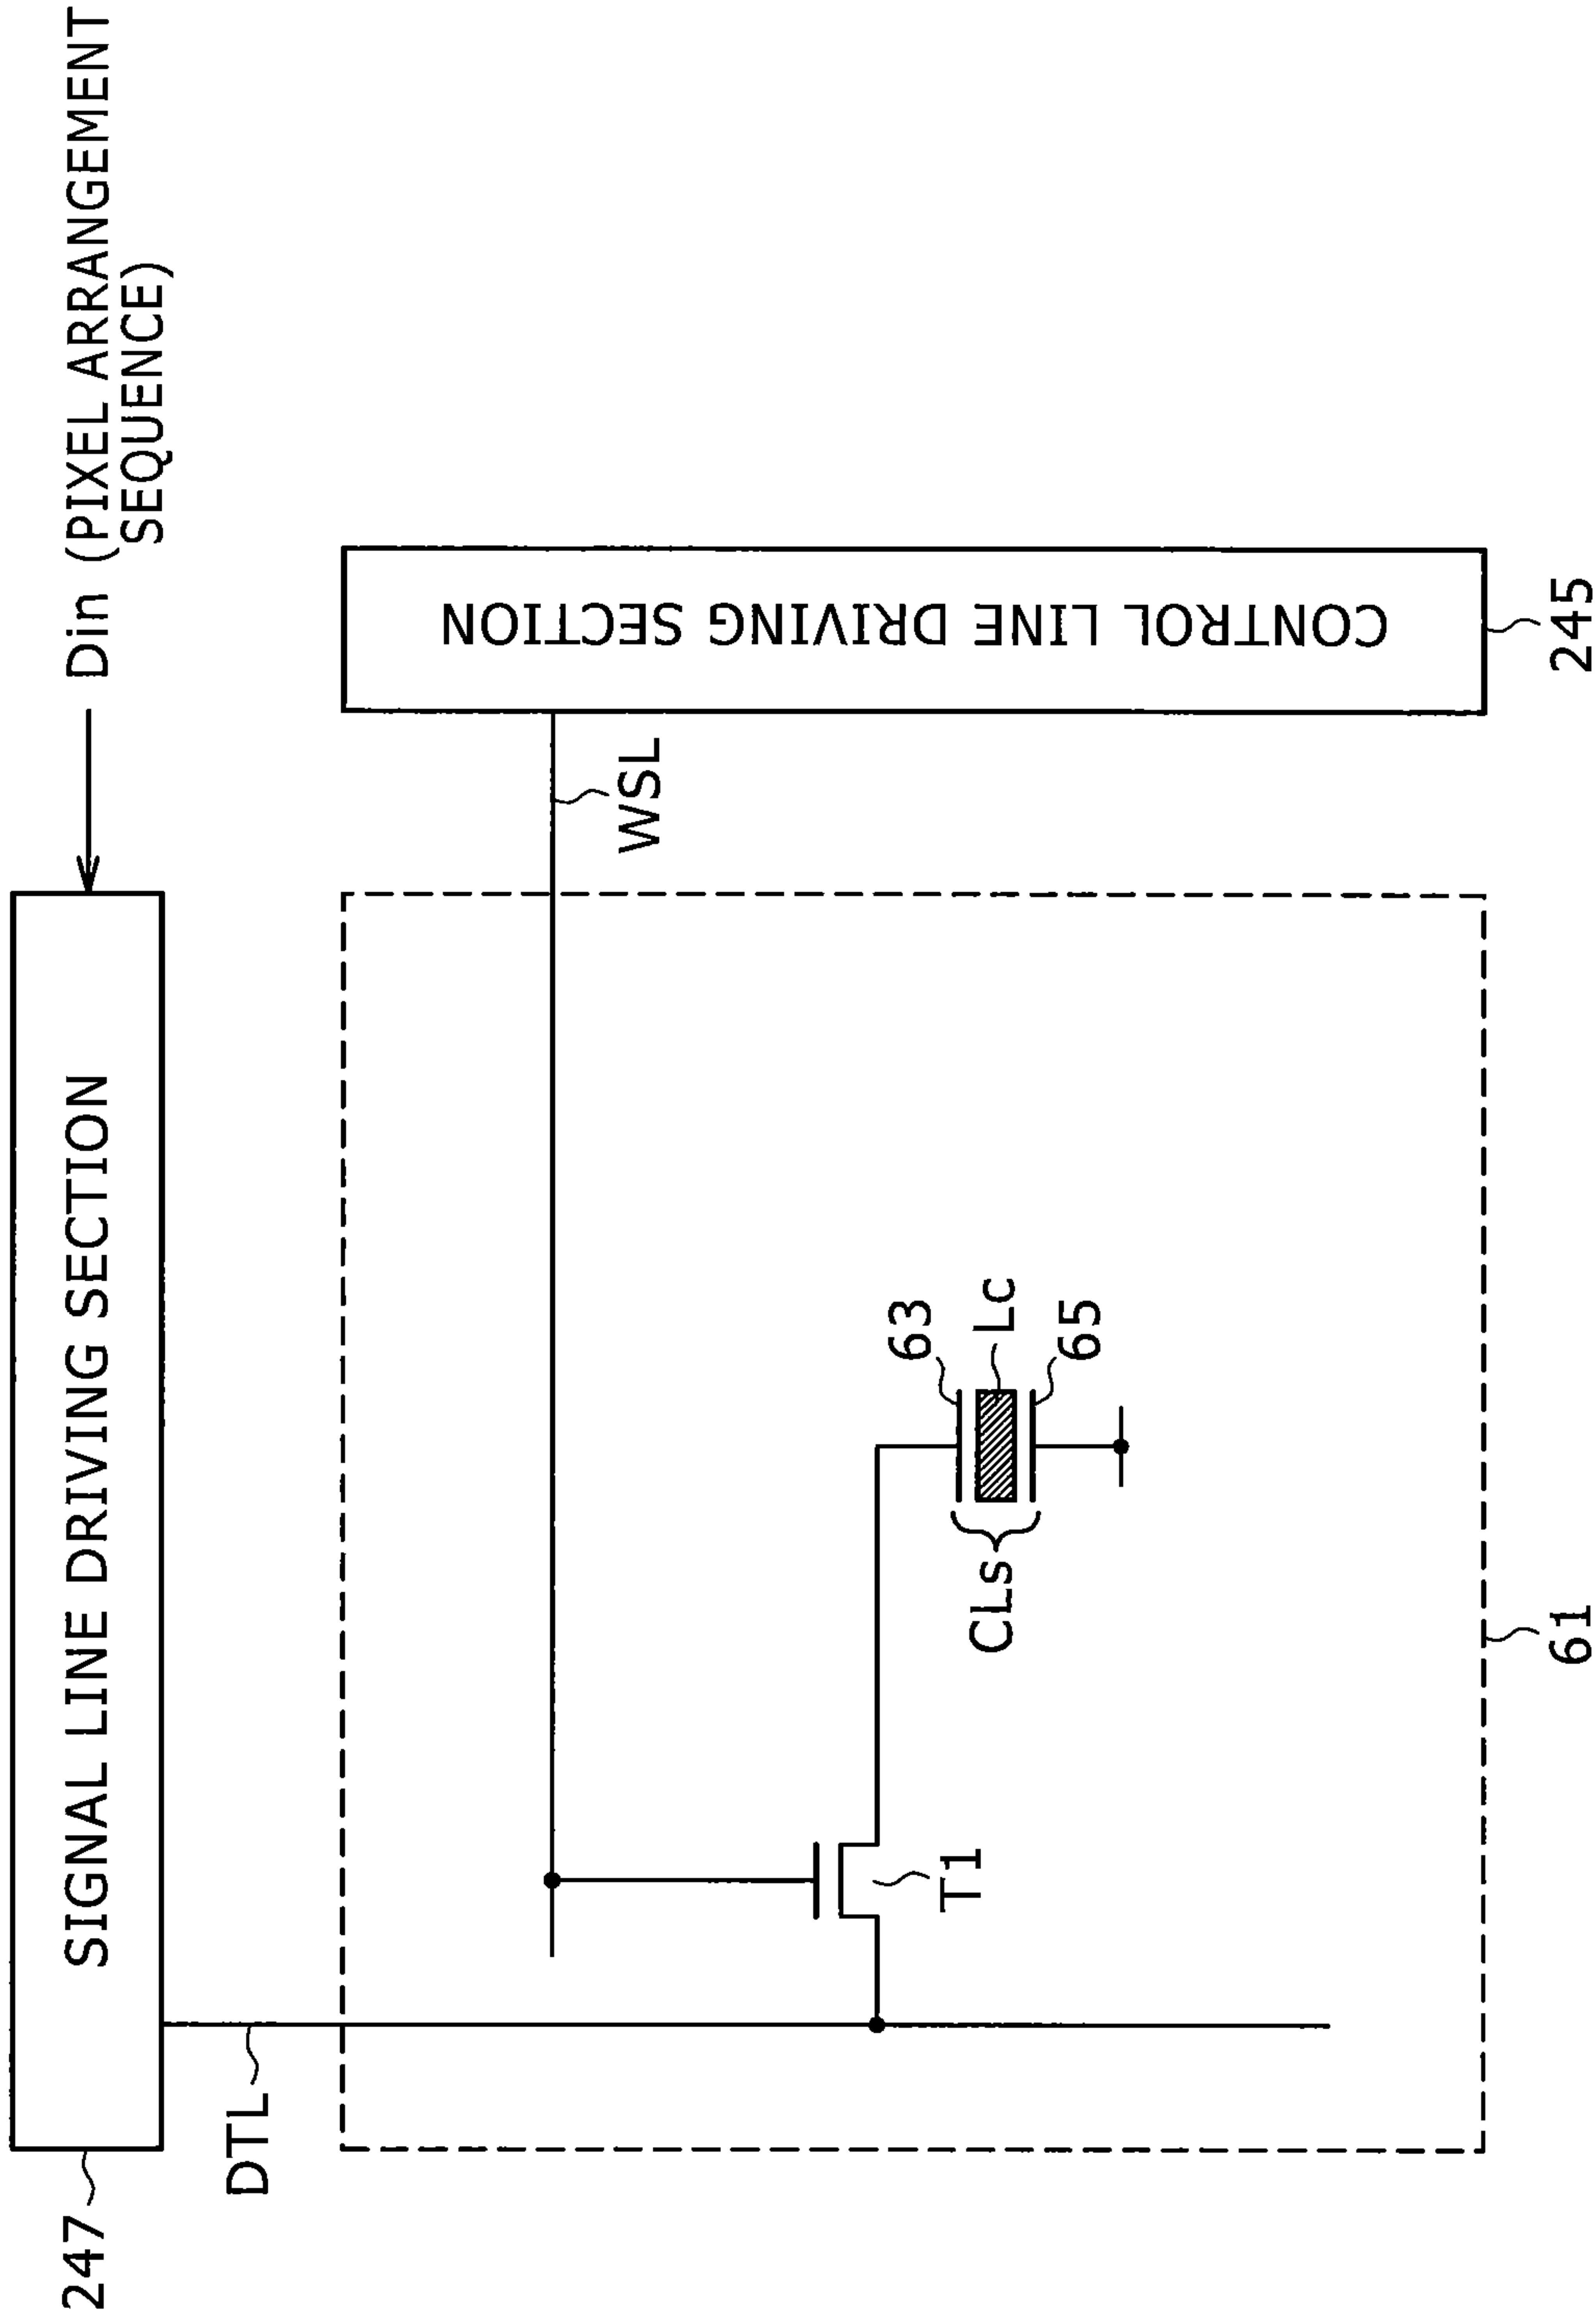 247
SIGNAL LINE DRIVING SECTION
Din (PIXEL ARRANGEMENT
SEQUENCE)
DTL
WSL
CONTROL LINE DRIVING SECTION
63
CLs
Lc
65
T1
61
245